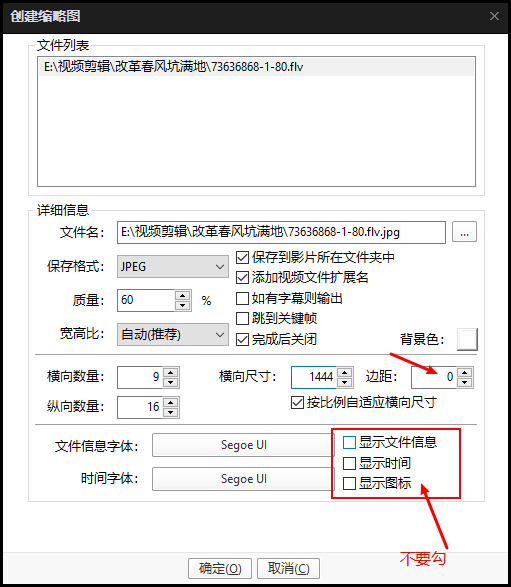 创建缩略图
文件列表
E:\视频剪辑\改革春风坑满地\73636868-1-80.flv
详细信息
文件名： E:\视频剪辑\改革春风坑满地\73636868-1-80.flv.jpg ...
保存格式： JPEG 保存到影片所在文件夹中
添加视频文件扩展名
质量： 60 % 如有字幕则输出
跳到关键帧
宽高比： 自动(推荐) 完成后关闭 背景色：
横向数量： 9 横向尺寸： 1444 边距： 0
纵向数量： 16 按比例自适应横向尺寸
文件信息字体： Segoe UI 显示文件信息
显示时间
时间字体： Segoe UI 显示图标
不要勾
确定(O) 取消(C)